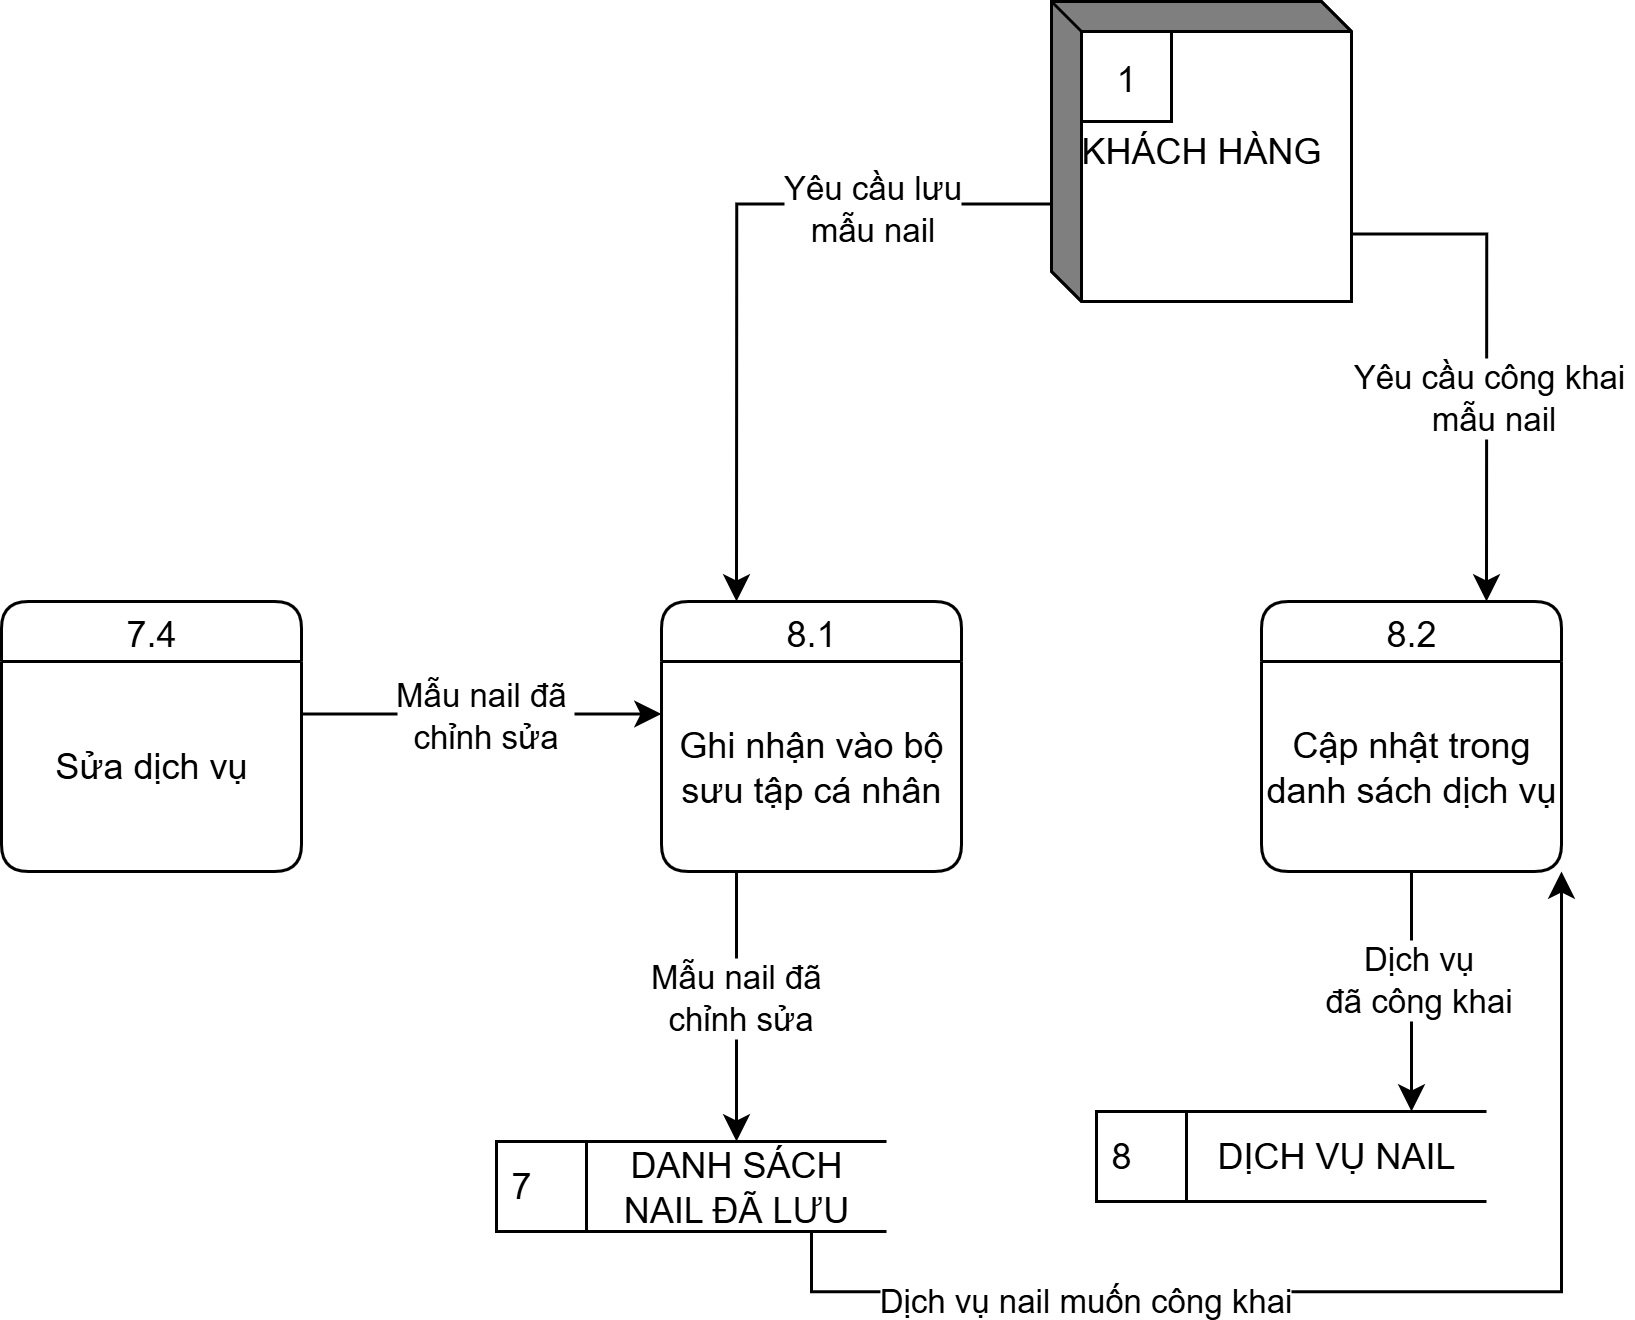 1
KHÁCH HÀNG
Yêu cầu lưu
mẫu nail
Yêu cầu công khai
mẫu nail
7.4
Sửa dịch vụ
Mẫu nail đã
chỉnh sửa
8.1
Ghi nhận vào bộ
sưu tập cá nhân
8.2
Cập nhật trong
danh sách dịch vụ
Mẫu nail đã
chỉnh sửa
Dịch vụ
đã công khai
7
DANH SÁCH
NAIL ĐÃ LƯU
8
DỊCH VỤ NAIL
Dịch vụ nail muốn công khai